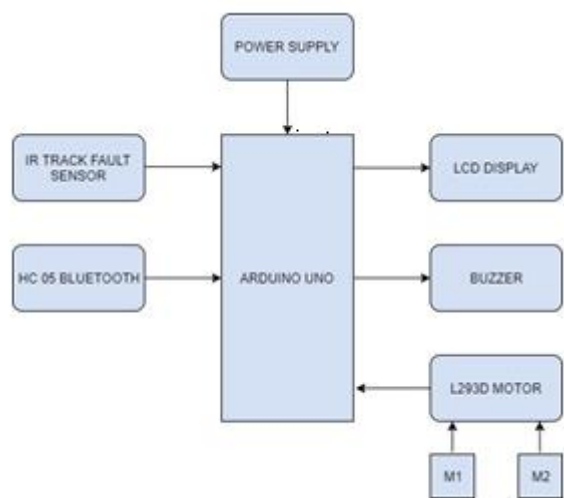 POWER SUPPLY
IR TRACK FAULT
SENSOR
LCD DISPLAY
HC 05 BLUETOOTH
ARDUINO UNO
BUZZER
L293D MOTOR
M1
M2